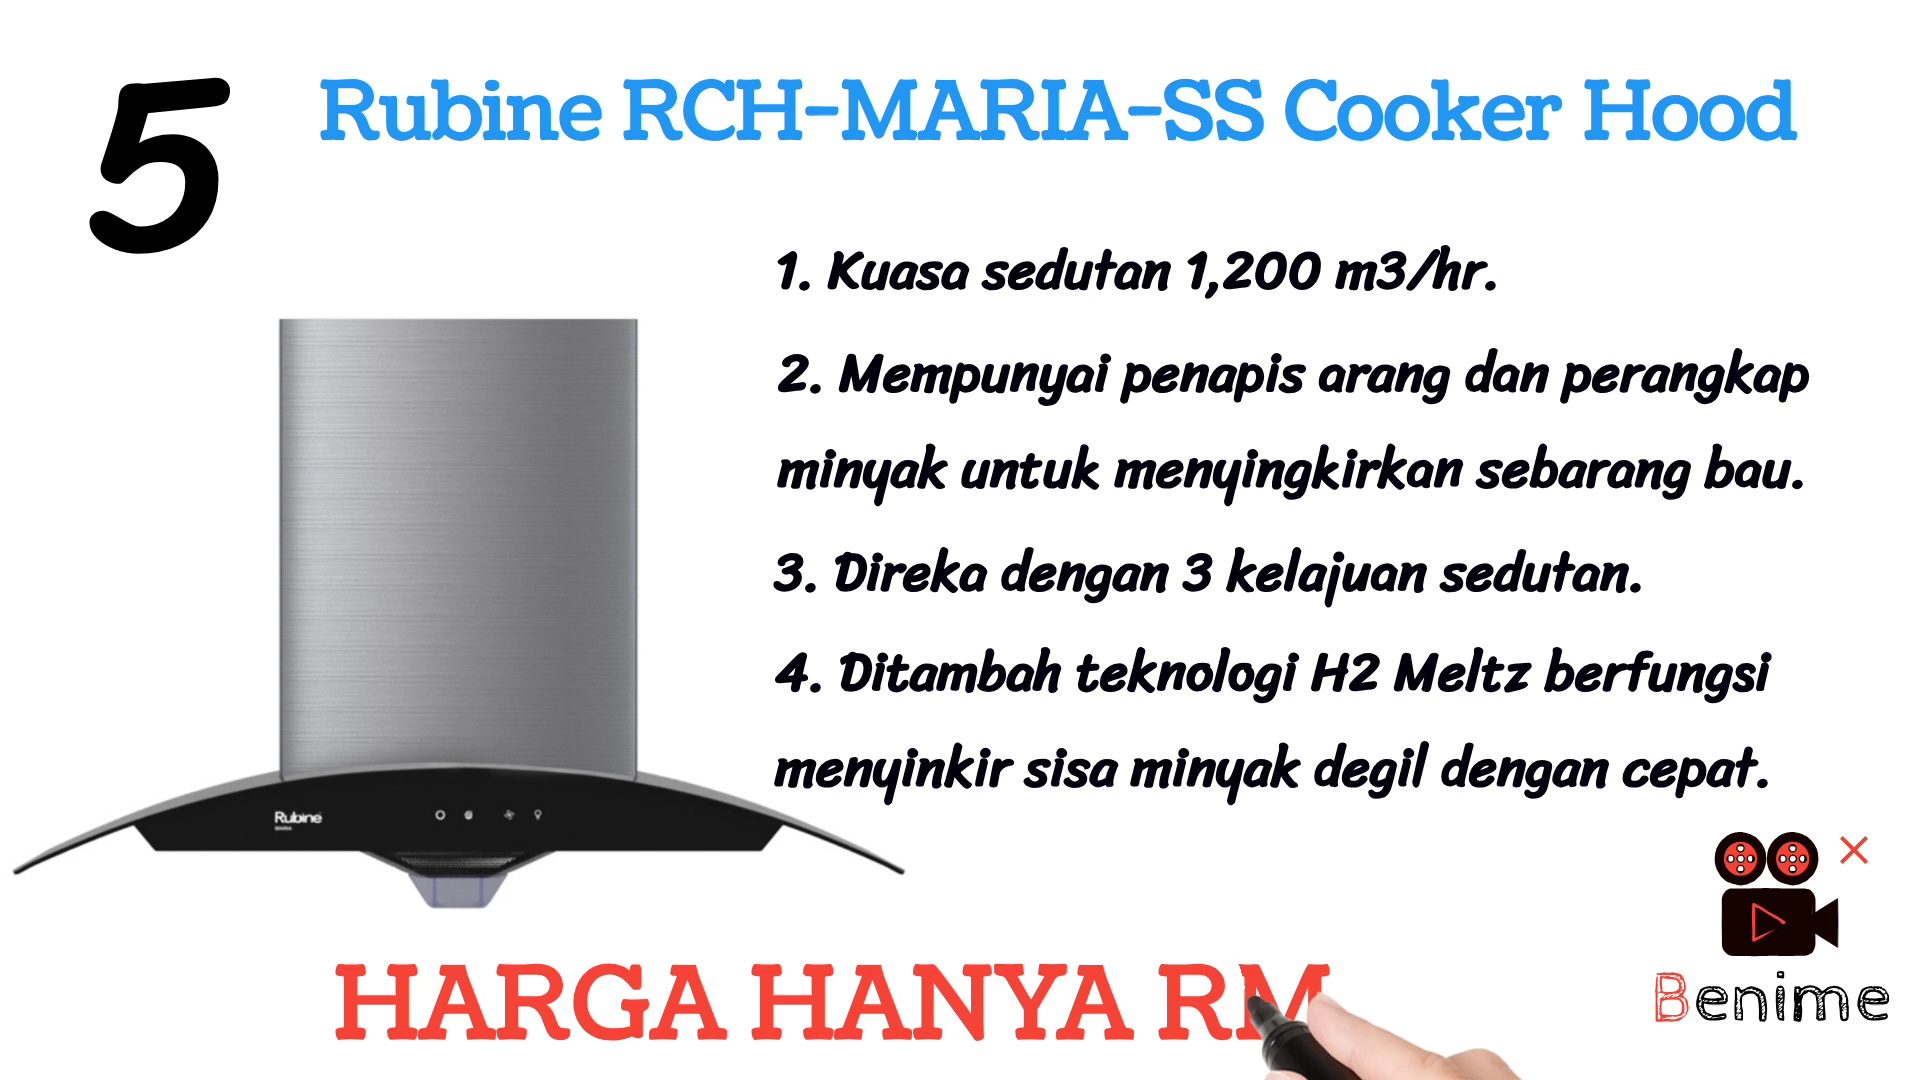 5
Rubine RCH-MARIA-SS Cooker Hood
1. Kuasa sedutan 1,200 m3/hr.
2. Mempunyai penapis arang dan perangkap
minyak untuk menyingkirkan sebarang bau.
3. Direka dengan 3 kelajuan sedutan.
4. Ditambah teknologi H2 Meltz berfungsi
menyinkir sisa minyak degil dengan cepat.
Rubine
MARIA
HARGA HANYA RM
Benime